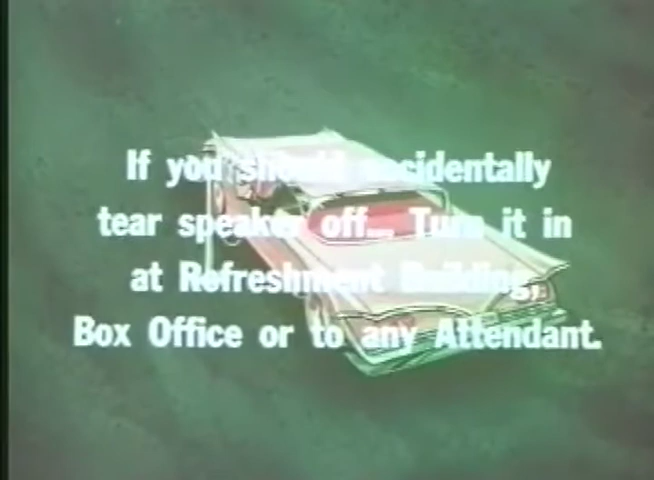 If you should accidentally
tear speaker off... Turn it in
at Refreshment Building,
Box Office or to any Attendant.